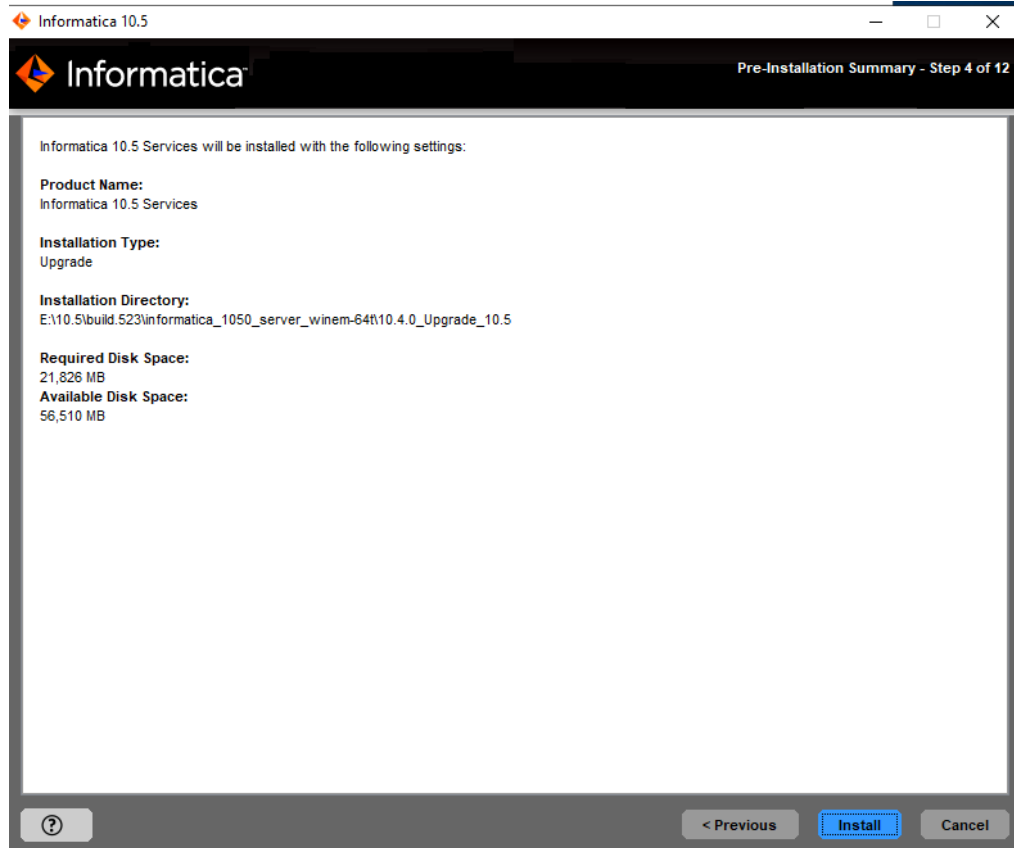 Informatica 10.5
Informatica
Pre-Installation Summary - Step 4 of 12
Informatica 10.5 Services will be installed with the following settings:
Product Name:
Informatica 10.5 Services
Installation Type:
Upgrade
Installation Directory:
E:\10.5\build.523\informatica_1050_server_winem-64t\10.4.0_Upgrade_10.5
Required Disk Space:
21,826 MB
Available Disk Space:
56,510 MB
?
< Previous
Install
Cancel